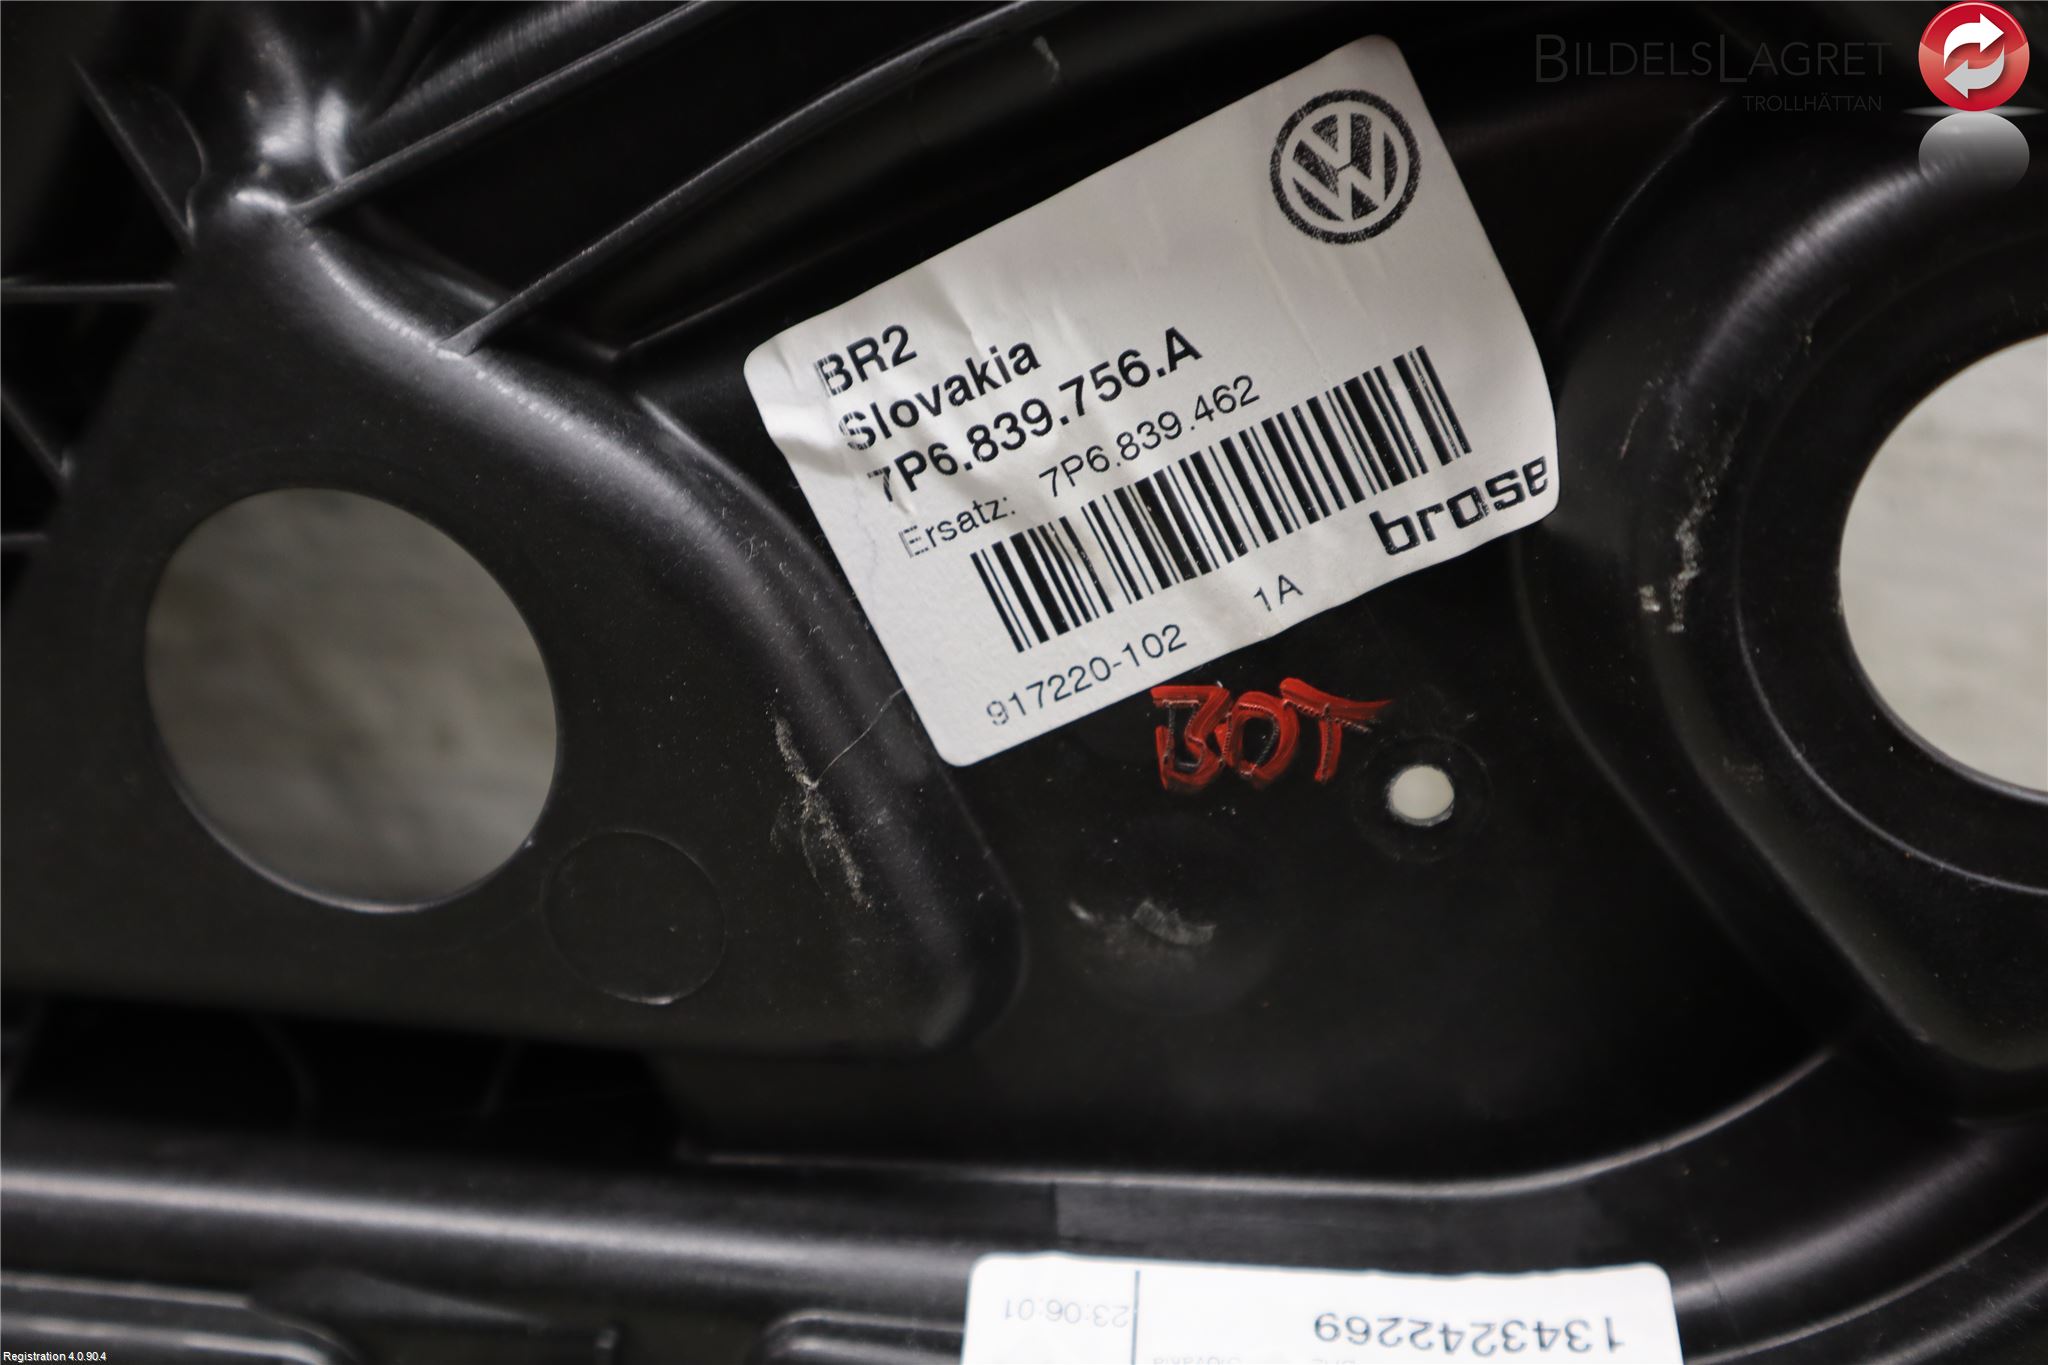 BILDELSLAGRET
TROLLHÄTTAN
BR2
Slovakia
7P6.839.756.A
Ersatz: 7P6.839.462
brose
917220-102 1A
BOT
23:06:01
1343242269
Registration 4.0.90.4